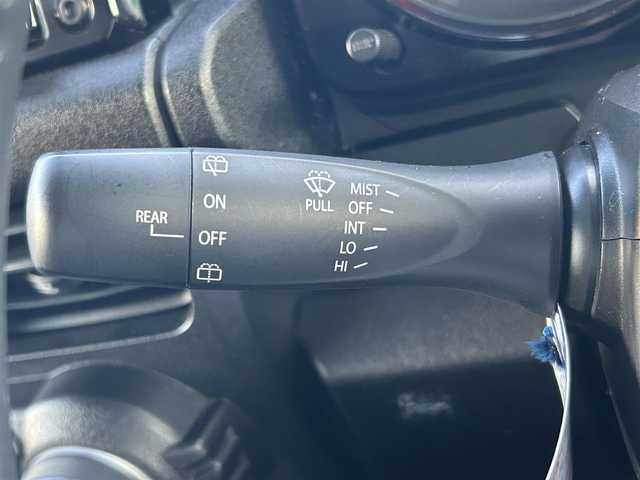 REAR
ON
OFF
PULL
MIST
OFF
INT
LO
HI